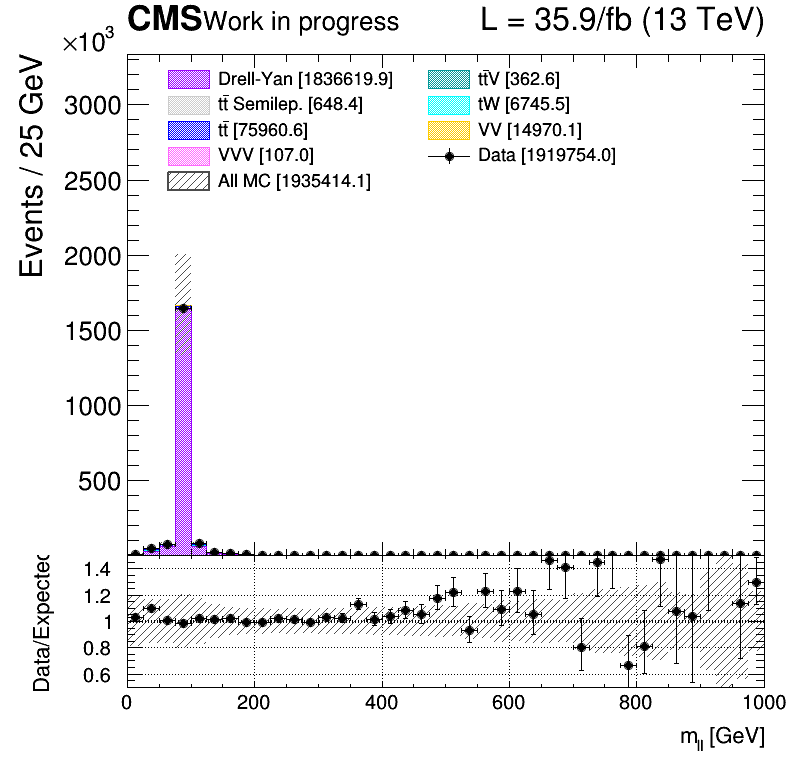 CMS Work in progress L = 35.9/fb (13 TeV)
×10³
Events / 25 GeV
3000
2500
2000
1500
1000
500
Drell-Yan [1836619.9]
tt̄ Semilep. [648.4]
tt̄ [75960.6]
VVV [107.0]
All MC [1935414.1]
tt̄V [362.6]
tW [6745.5]
VV [14970.1]
Data [1919754.0]
Data/Expected
1.4
1.2
1
0.8
0.6
0 200 400 600 800 1000
m_ll [GeV]